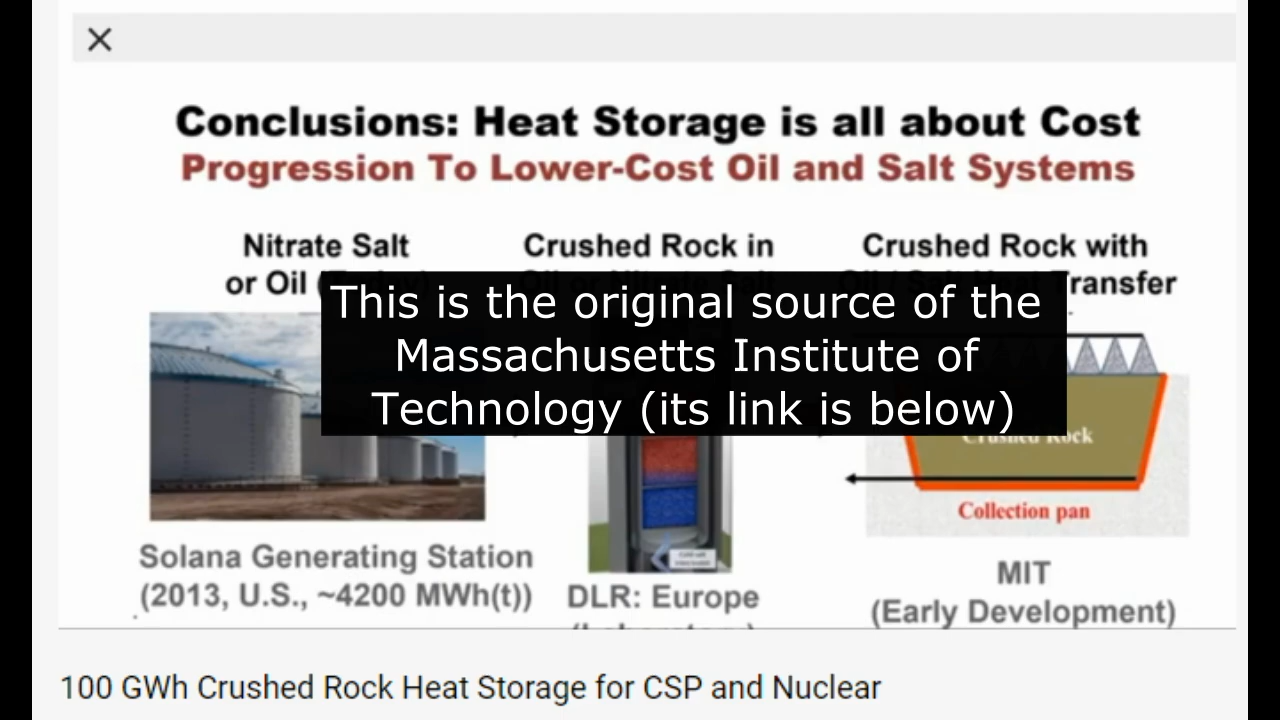 Conclusions: Heat Storage is all about Cost
Progression To Lower-Cost Oil and Salt Systems
Nitrate Salt
or Oil
Crushed Rock in
Crushed Rock with
Transfer
This is the original source of the
Massachusetts Institute of
Technology (its link is below)
Crushed Rock
Collection pan
Solana Generating Station
(2013, U.S., ~4200 MWh(t))
DLR: Europe
MIT
(Early Development)
100 GWh Crushed Rock Heat Storage for CSP and Nuclear